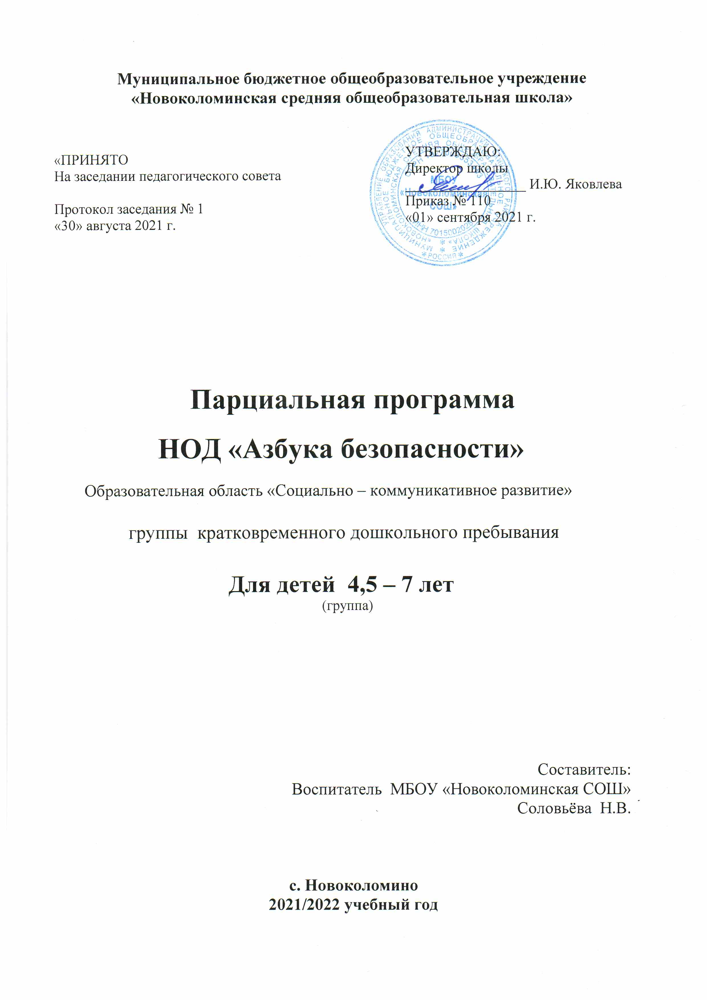 Муниципальное бюджетное общеобразовательное учреждение
«Новоколоминская средняя общеобразовательная школа»
«ПРИНЯТО
На заседании педагогического совета
Протокол заседания № 1
«30» августа 2021 г.
УТВЕРЖДАЮ:
Директор школы
И.Ю. Яковлева
Приказ № 110
«01» сентября 2021 г.
МБОУ
«Новоколоминская
СОШ»
ИНН 7015002028
РОССИЯ
Парциальная программа
НОД «Азбука безопасности»
Образовательная область «Социально – коммуникативное развитие»
группы кратковременного дошкольного пребывания
Для детей 4,5 – 7 лет
(группа)
Составитель:
Воспитатель МБОУ «Новоколоминская СОШ»
Соловьёва Н.В.
с. Новоколомино
2021/2022 учебный год